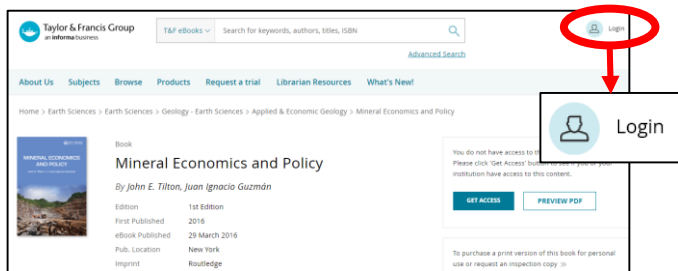 Taylor & Francis Group
an informa business
T&F eBooks
Search for keywords, authors, titles, ISBN
Login
Advanced Search
About Us Subjects Browse Products Request a trial Librarian Resources What's New!
Home > Earth Sciences > Earth Sciences > Geology - Earth Sciences > Applied & Economic Geology > Mineral Economics and Policy
Login
MINERAL ECONOMICS
AND POLICY
Book
Mineral Economics and Policy
By John E. Tilton, Juan Ignacio Guzmán
Edition 1st Edition
First Published 2016
eBook Published 29 March 2016
Pub. Location New York
Imprint Routledge
You do not have access to
Please click 'Get Access' button to see if you or your
institution have access to this content.
GET ACCESS
PREVIEW PDF
To purchase a print version of this book for personal
use or request an inspection copy >>